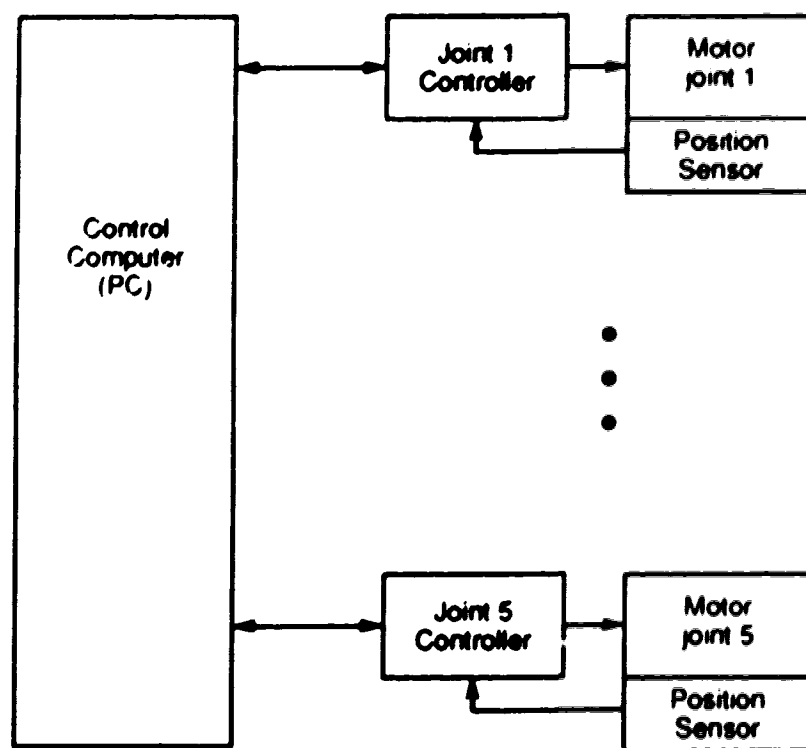 Control
Computer
(PC)
Joint 1
Controller
Motor
joint 1
Position
Sensor
Joint 5
Controller
Motor
joint 5
Position
Sensor